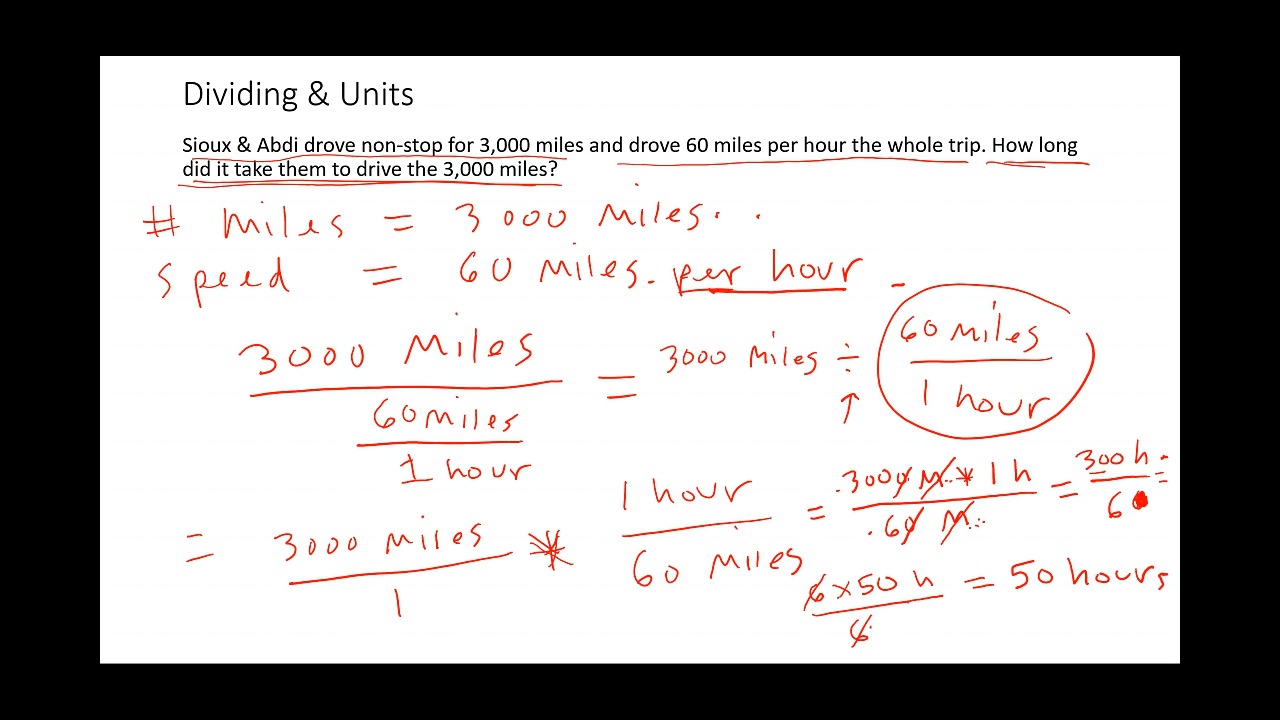 Dividing & Units
Sioux & Abdi drove non-stop for 3,000 miles and drove 60 miles per hour the whole trip. How long
did it take them to drive the 3,000 miles?
# miles = 3000 miles.
speed = 60 miles. per hour
3000 Miles / 60 miles / 1 hour = 3000 miles ÷ 60 miles / 1 hour
↑
= 3000 miles / 1 * 1 hour / 60 miles = 3000 M * 1 h / 60 M = 300 h / 6 =
6 x 50 h / 6 = 50 hours